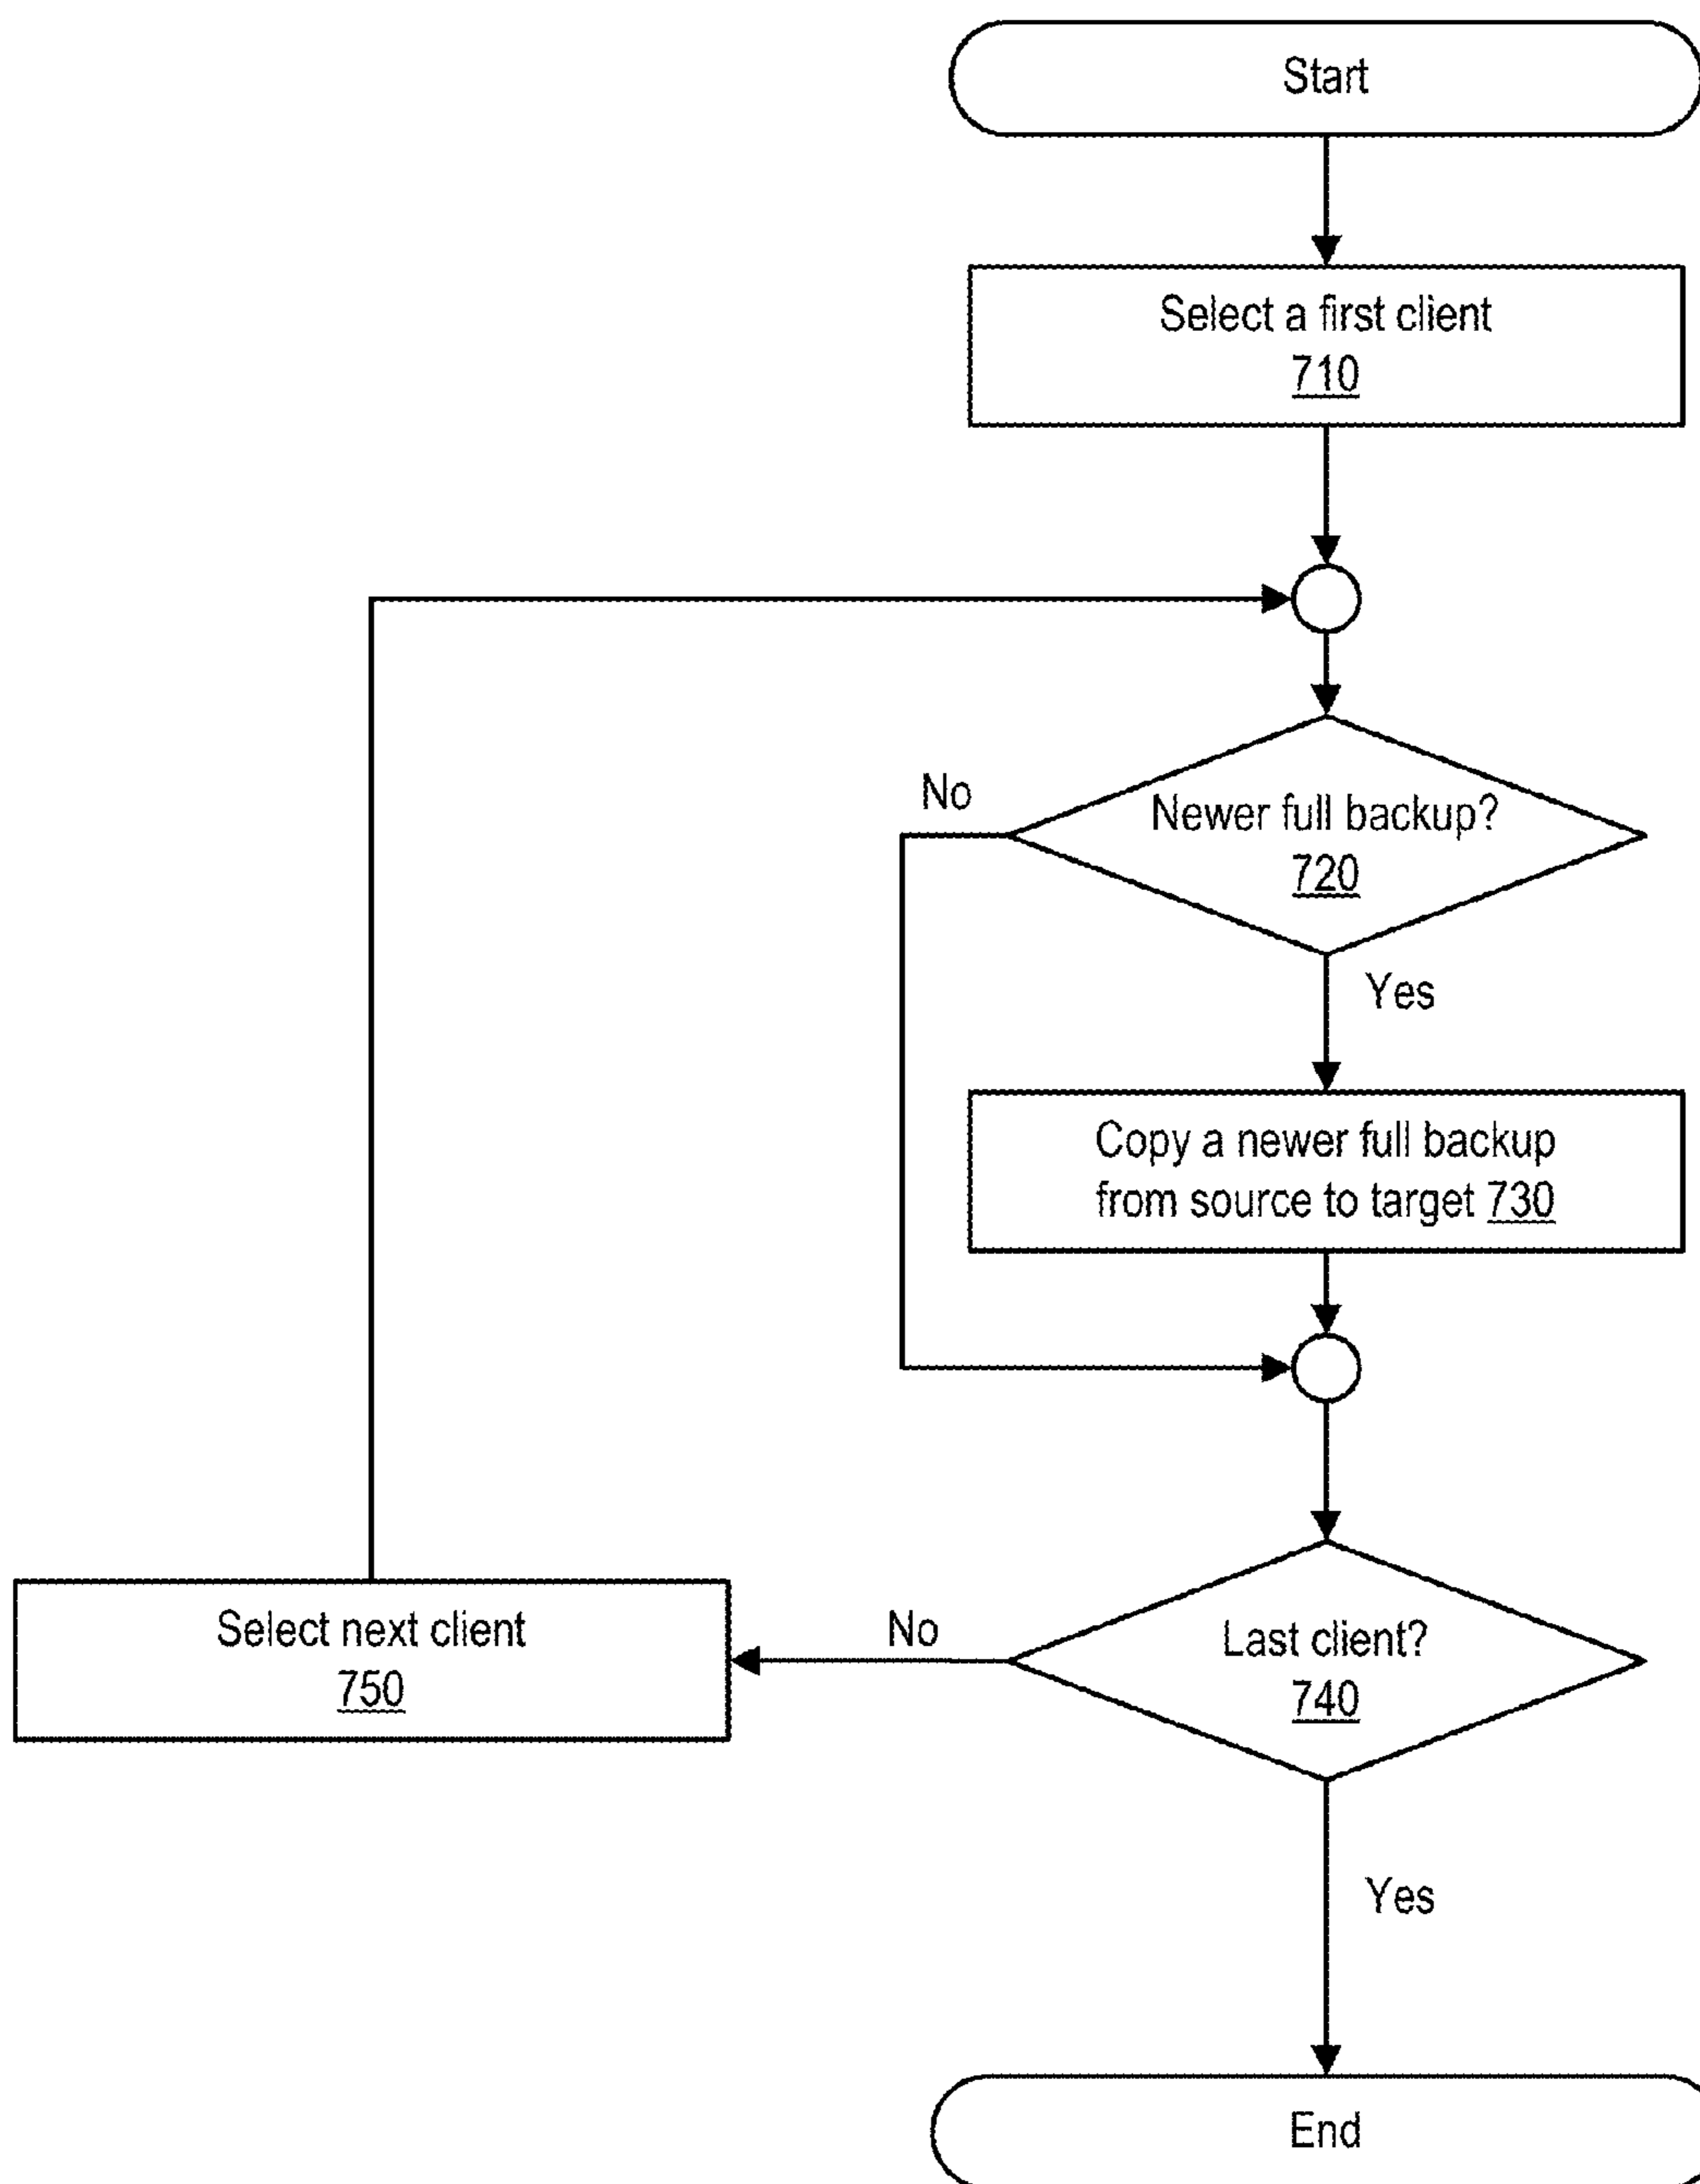 Start
Select a first client
710
No
Newer full backup?
720
Yes
Copy a newer full backup
from source to target 730
Select next client
750
No
Last client?
740
Yes
End